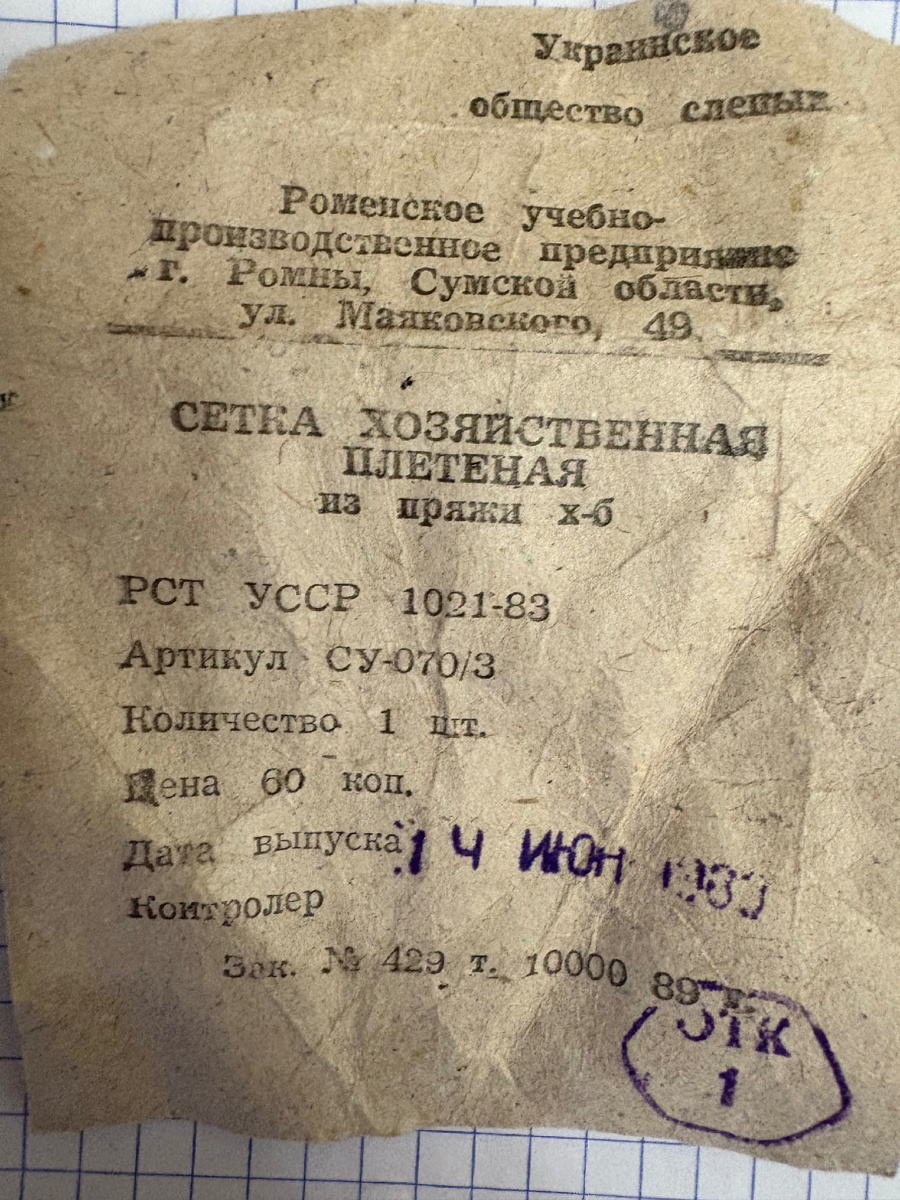 Украинское
общество слепых
Роменское учебно-
производственное предприятие
г. Ромны, Сумской области,
ул. Маяковского, 49.
СЕТКА ХОЗЯЙСТВЕННАЯ
ПЛЕТЕНАЯ
из пряжи х-б
РСТ УССР 1021-83
Артикул СУ-070/3
Количество 1 шт.
Цена 60 коп.
Дата выпуска 14 ИЮН
Контролер
Зак. № 429 т. 10000 89 г.
ОТК
1